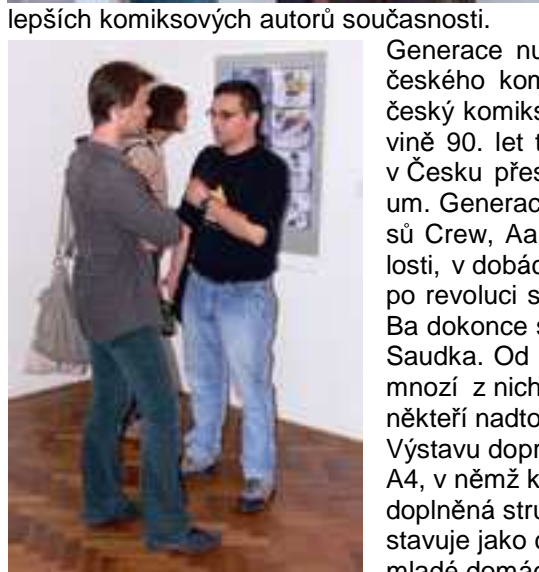 lepších komiksových autorů současnosti.
Generace nu
českého kom
český komiks
vině 90. let t
v Česku přes
um. Generac
sů Crew, Aa
losti, v dobác
po revoluci s
Ba dokonce s
Saudka. Od
mnozí z nich
někteří nadto
Výstavu dopr
A4, v němž k
doplněná stru
stavuje jako d
mladé domác